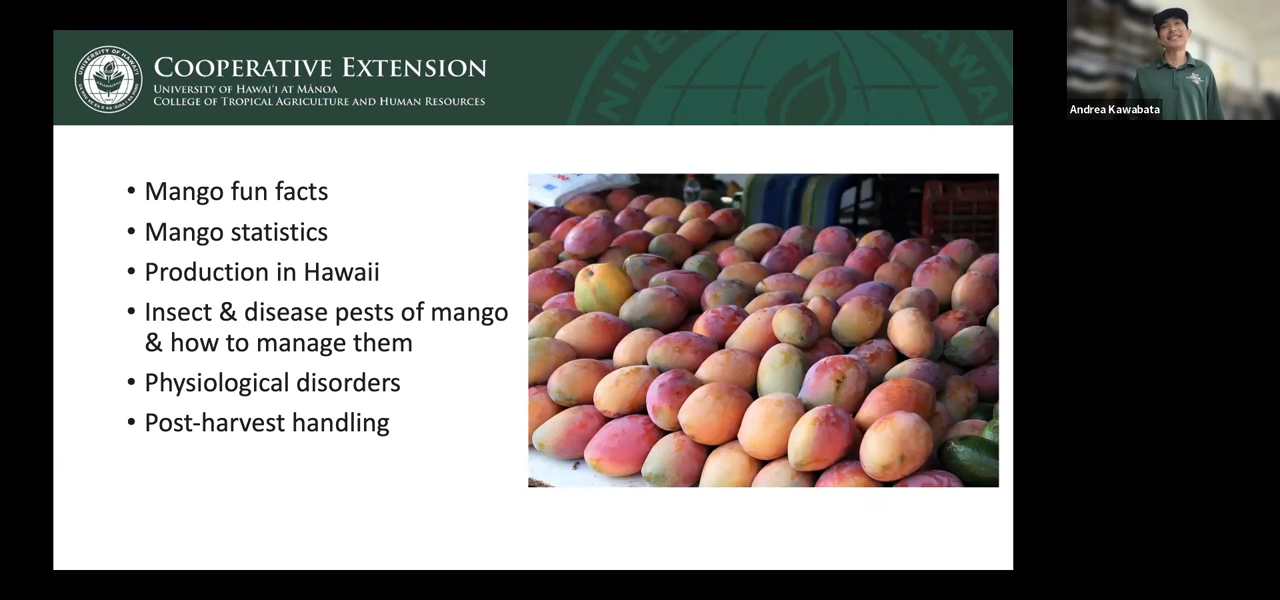 COOPERATIVE EXTENSION
UNIVERSITY OF HAWAI'I AT MĀNOA
COLLEGE OF TROPICAL AGRICULTURE AND HUMAN RESOURCES
• Mango fun facts
• Mango statistics
• Production in Hawaii
• Insect & disease pests of mango
& how to manage them
• Physiological disorders
• Post-harvest handling
Andrea Kawabata